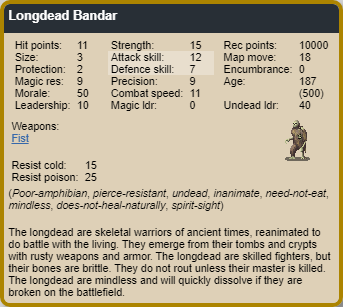 Longdead Bandar
Hit points: 11 Strength: 15 Rec points: 10000
Size: 3 Attack skill: 12 Map move: 18
Protection: 2 Defence skill: 7 Encumbrance: 0
Magic res: 9 Precision: 9 Age: 187
Morale: 50 Combat speed: 11 (500)
Leadership: 10 Magic ldr: 0 Undead ldr: 40
Weapons:
Fist
Resist cold: 15
Resist poison: 25
(Poor-amphibian, pierce-resistant, undead, inanimate, need-not-eat,
mindless, does-not-heal-naturally, spirit-sight)
The longdead are skeletal warriors of ancient times, reanimated to
do battle with the living. They emerge from their tombs and crypts
with rusty weapons and armor. The longdead are skilled fighters, but
their bones are brittle. They do not rout unless their master is killed.
The longdead are mindless and will quickly dissolve if they are
broken on the battlefield.